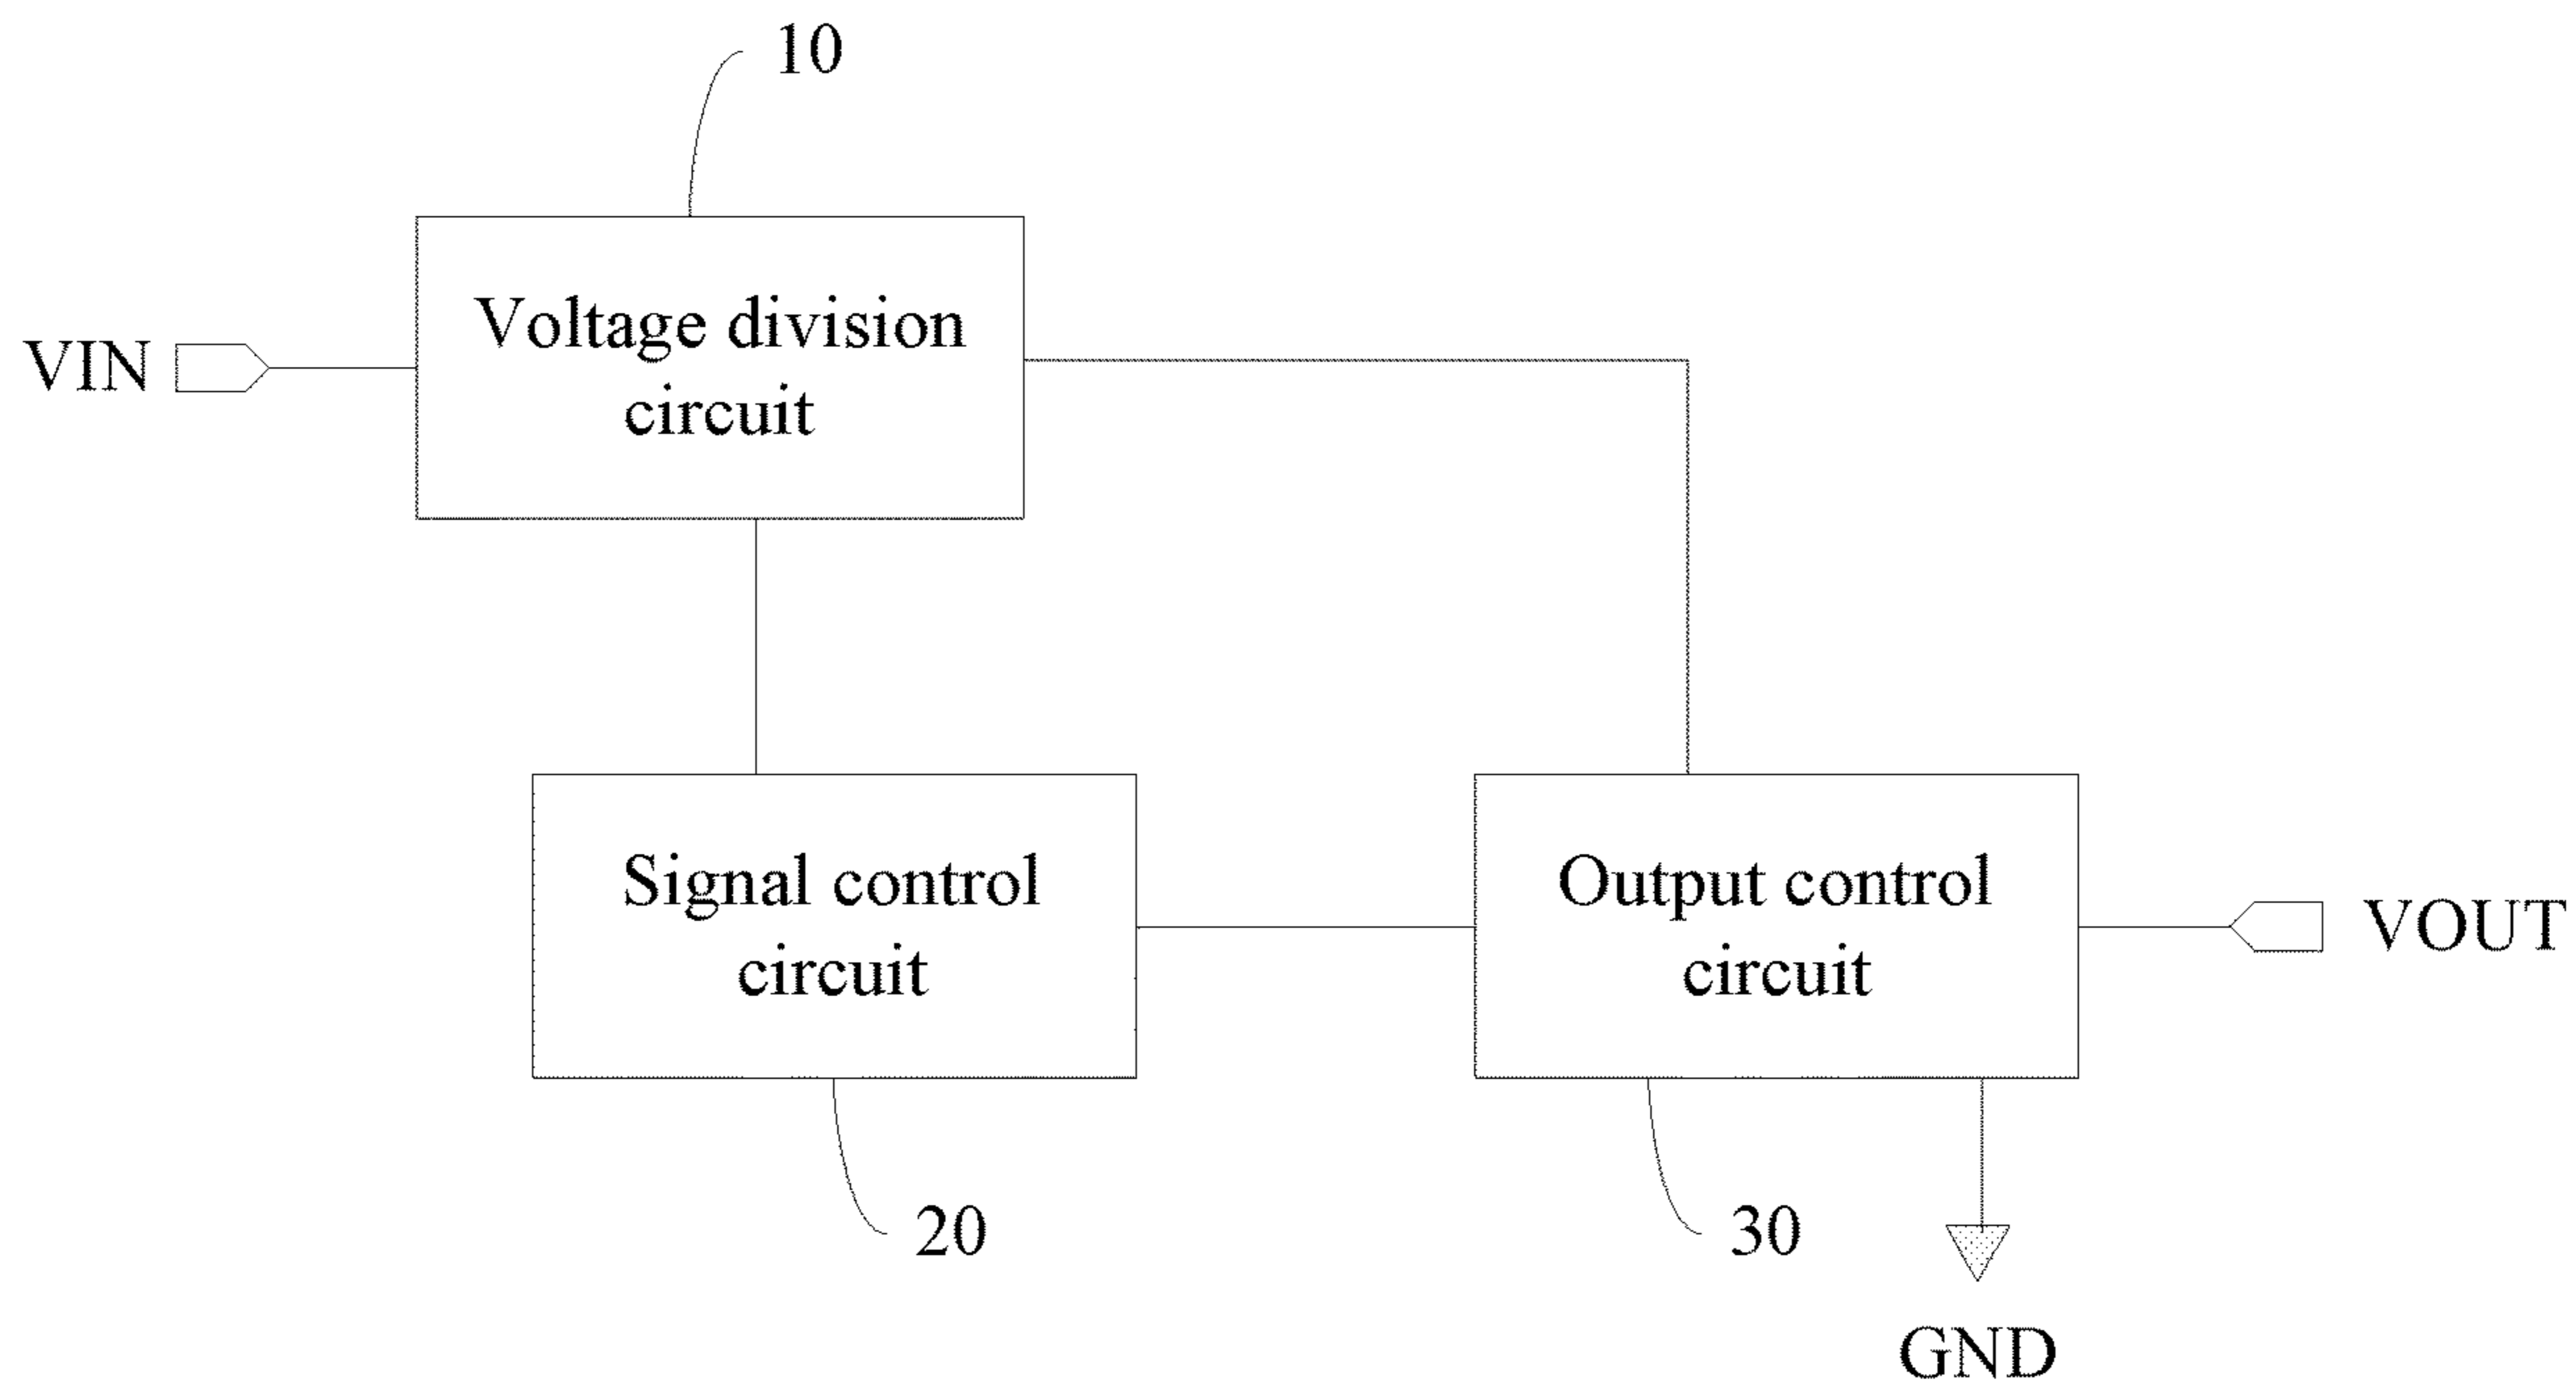 10
Voltage division
circuit
VIN
Signal control
circuit
Output control
circuit
VOUT
20
30
GND